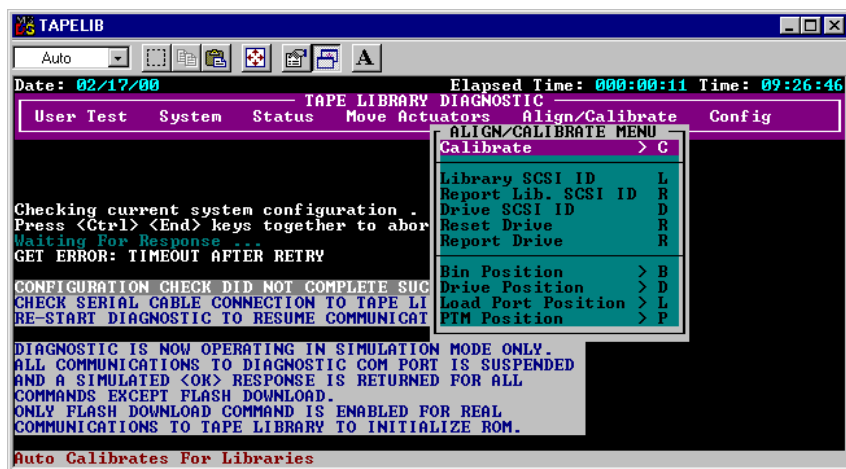 TAPELIB
Auto
A
Date: 02/17/00 Elapsed Time: 000:00:11 Time: 09:26:46
TAPE LIBRARY DIAGNOSTIC
User Test System Status Move Actuators Align/Calibrate Config
ALIGN/CALIBRATE MENU
Calibrate > C
Library SCSI ID L
Report Lib. SCSI ID R
Drive SCSI ID D
Reset Drive R
Report Drive R
Bin Position > B
Drive Position > D
Load Port Position > L
PTM Position > P
Checking current system configuration .
Press <Ctrl> <End> keys together to abor
Waiting For Response ...
GET ERROR: TIMEOUT AFTER RETRY
CONFIGURATION CHECK DID NOT COMPLETE SUC
CHECK SERIAL CABLE CONNECTION TO TAPE LI
RE-START DIAGNOSTIC TO RESUME COMMUNICAT
DIAGNOSTIC IS NOW OPERATING IN SIMULATION MODE ONLY.
ALL COMMUNICATIONS TO DIAGNOSTIC COM PORT IS SUSPENDED
AND A SIMULATED <OK> RESPONSE IS RETURNED FOR ALL
COMMANDS EXCEPT FLASH DOWNLOAD.
ONLY FLASH DOWNLOAD COMMAND IS ENABLED FOR REAL
COMMUNICATIONS TO TAPE LIBRARY TO INITIALIZE ROM.
Auto Calibrates For Libraries